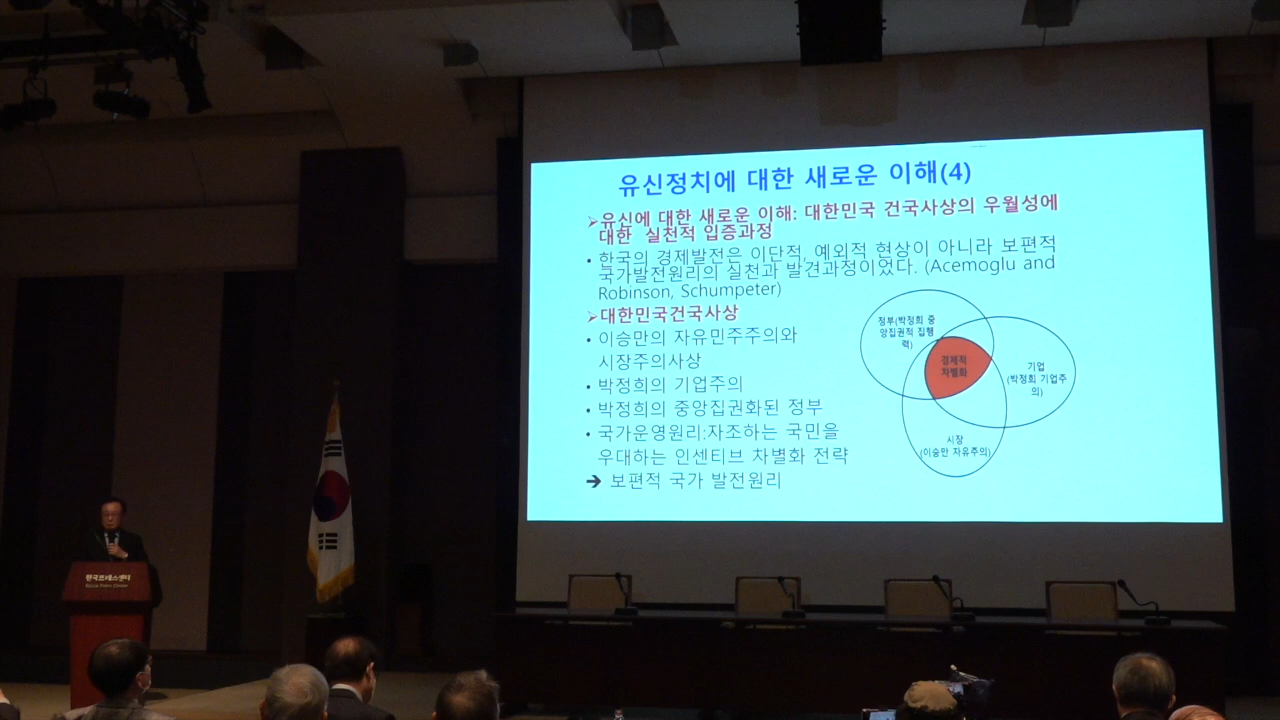 유신정치에 대한 새로운 이해(4)
➢유신에 대한 새로운 이해: 대한민국 건국사상의 우월성에
대한 실천적 입증과정
• 한국의 경제발전은 이단적, 예외적 현상이 아니라 보편적
국가발전원리의 실천과 발견과정이었다. (Acemoglu and
Robinson, Schumpeter)
➢대한민국건국사상
• 이승만의 자유민주주의와
시장주의사상
• 박정희의 기업주의
• 박정희의 중앙집권화된 정부
• 국가운영원리:자조하는 국민을
우대하는 인센티브 차별화 전략
➔ 보편적 국가 발전원리
정부(박정희 중
앙집권적 집행
력)
경제적
차별화
기업
(박정희 기업주
의)
시장
(이승만 자유주의)
한국프레스센터
Korea Press Center